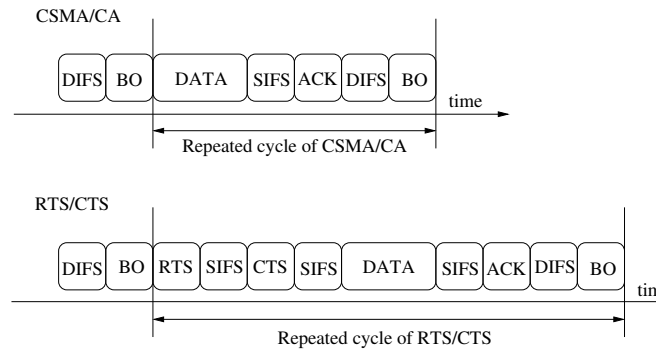 CSMA/CA
DIFS BO DATA SIFS ACK DIFS BO
time
Repeated cycle of CSMA/CA
RTS/CTS
DIFS BO RTS SIFS CTS SIFS DATA SIFS ACK DIFS BO
tim
Repeated cycle of RTS/CTS